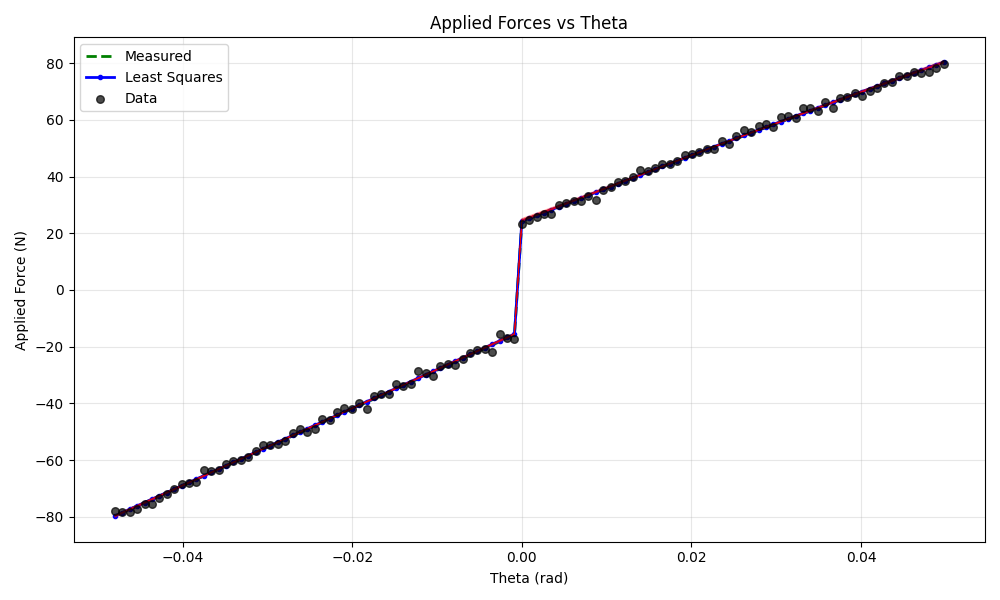 Applied Forces vs Theta
Measured
Least Squares
Data
Applied Force (N)
80
60
40
20
0
−20
−40
−60
−80
−0.04
−0.02
0.00
0.02
0.04
Theta (rad)